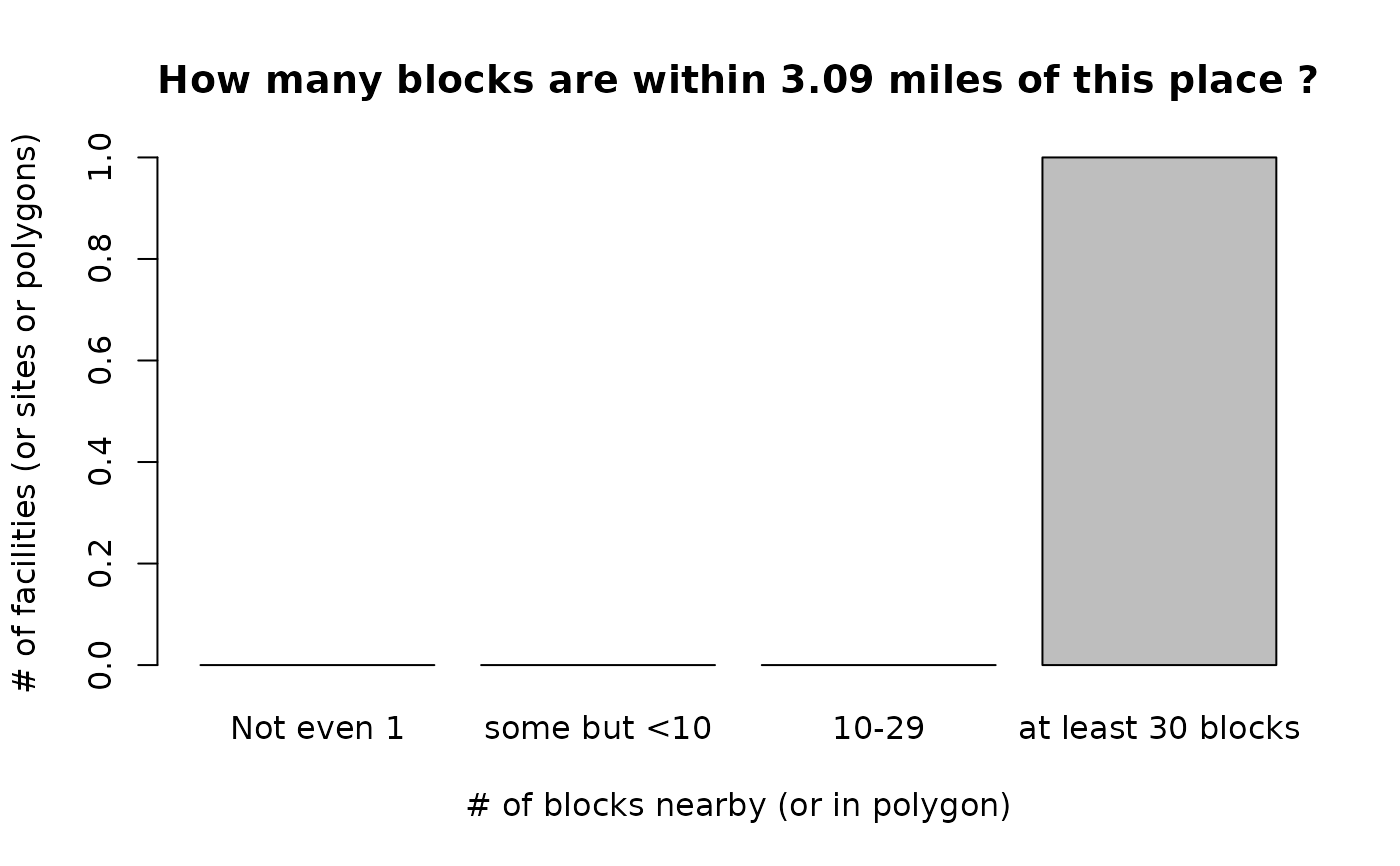 How many blocks are within 3.09 miles of this place ?
# of facilities (or sites or polygons)
1.0
0.8
0.6
0.4
0.2
0.0
Not even 1
some but <10
10-29
at least 30 blocks
# of blocks nearby (or in polygon)